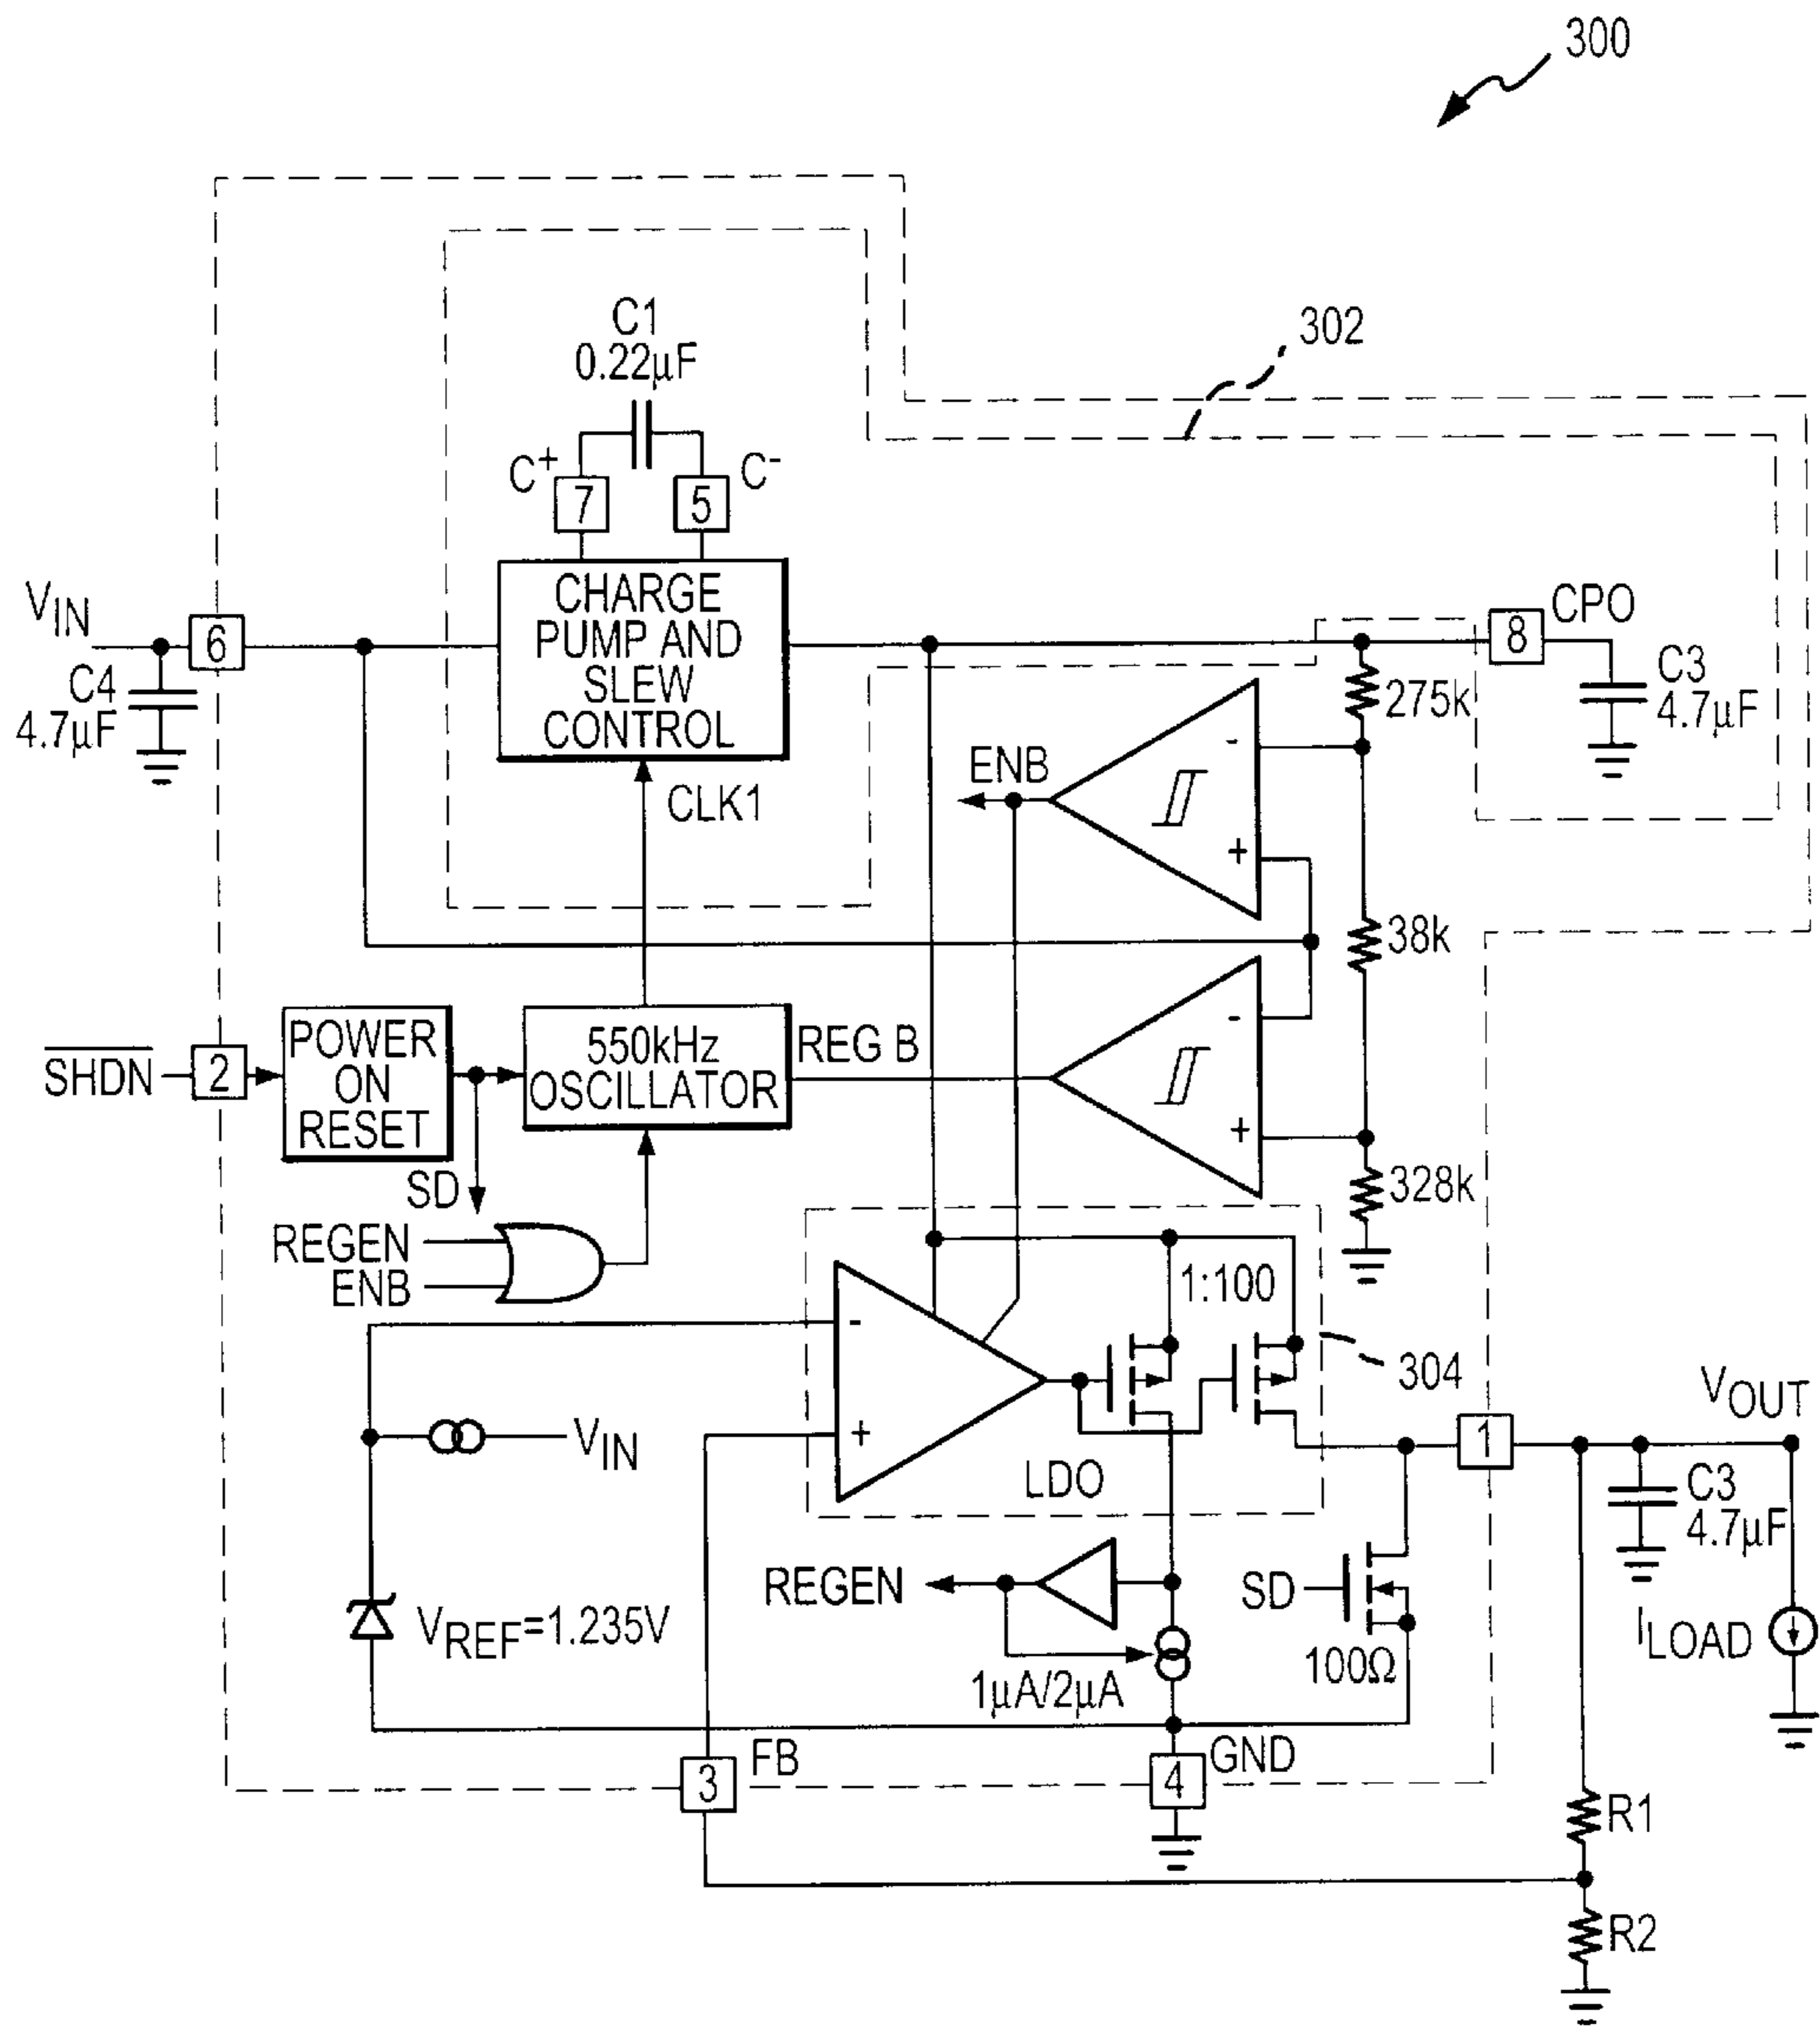 300
302
C1
0.22µF
C+
C-
7
5
CHARGE
PUMP AND
SLEW
CONTROL
VIN
6
C4
4.7µF
CPO
8
C3
4.7µF
275k
-
+
ENB
CLK1
38k
SHDN
2
POWER
ON
RESET
550kHz
OSCILLATOR
REG B
-
+
SD
328k
REGEN
ENB
1:100
-
+
304
VIN
LDO
VOUT
1
C3
4.7µF
REGEN
SD
VREF=1.235V
1µA/2µA
100Ω
ILOAD
FB
3
GND
4
R1
R2